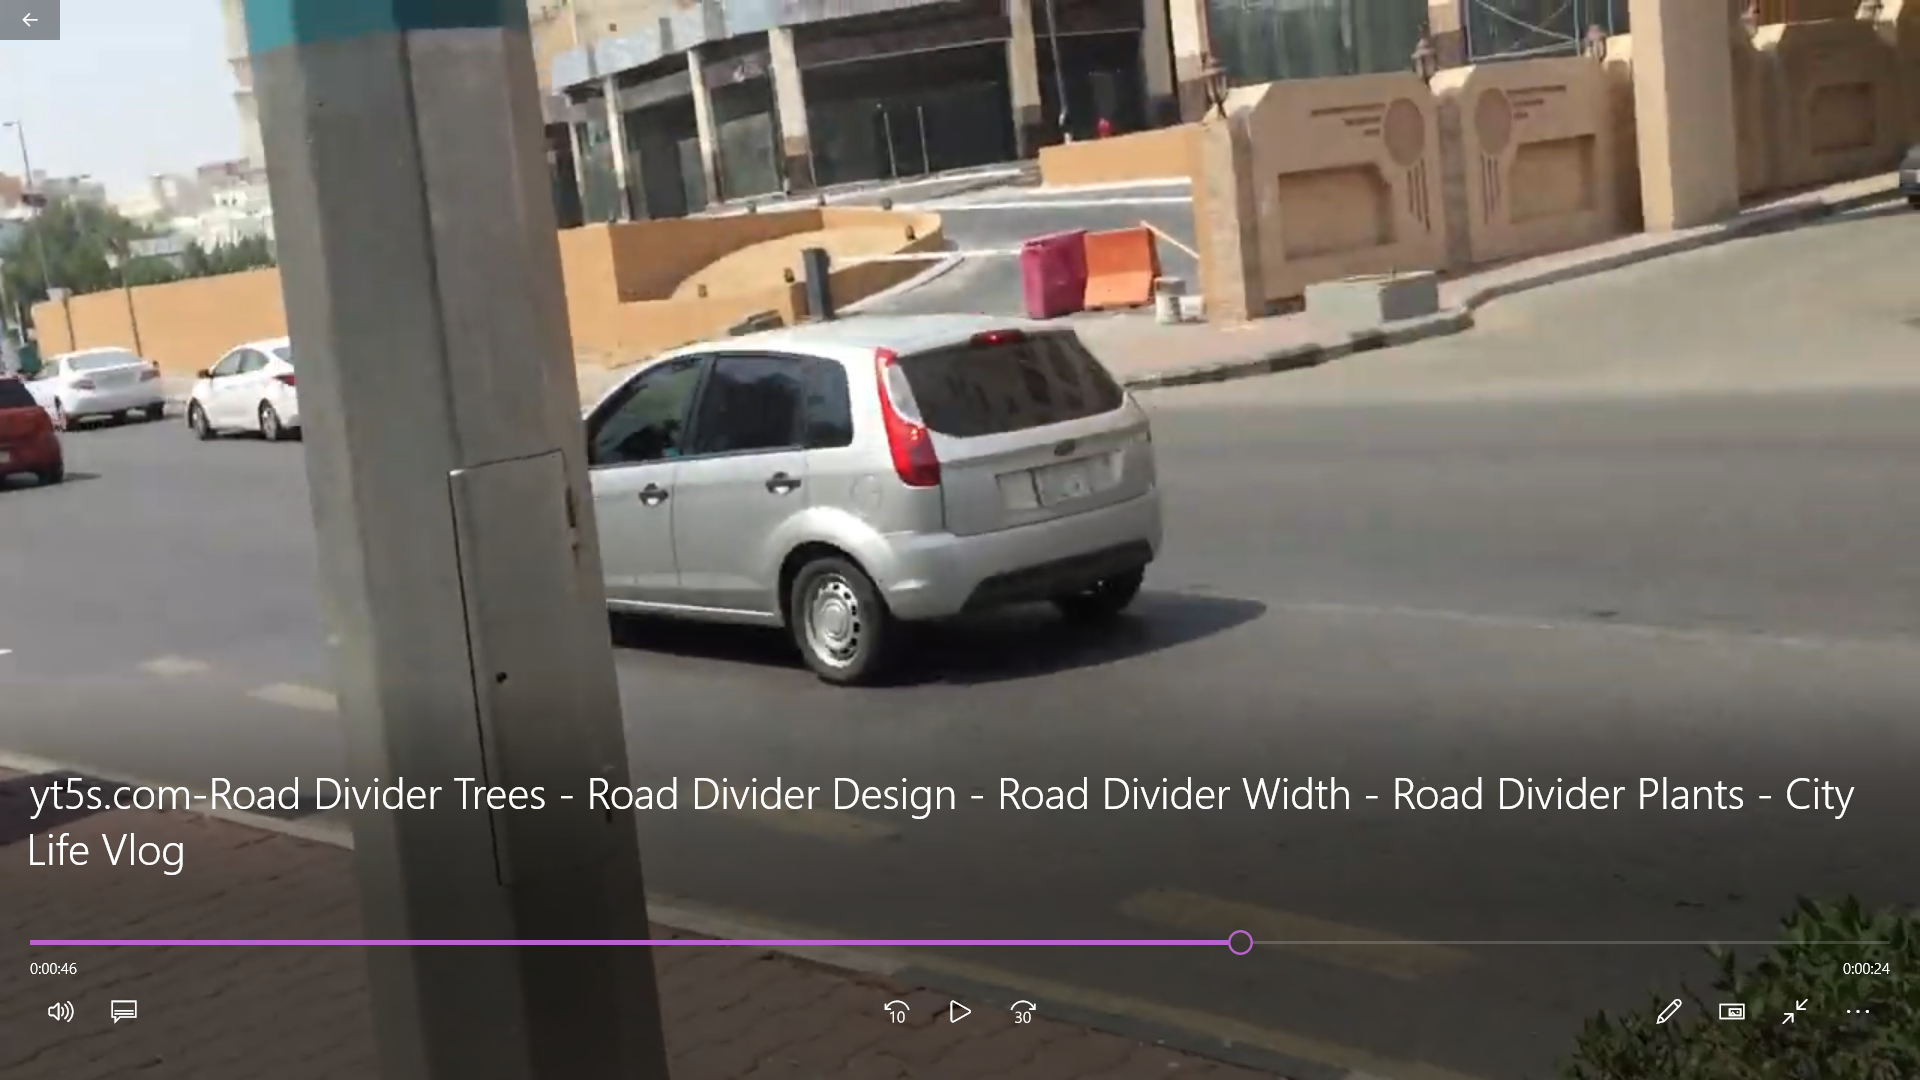 yt5s.com-Road Divider Trees - Road Divider Design - Road Divider Width - Road Divider Plants - City
Life Vlog
0:00:46
0:00:24
10
30